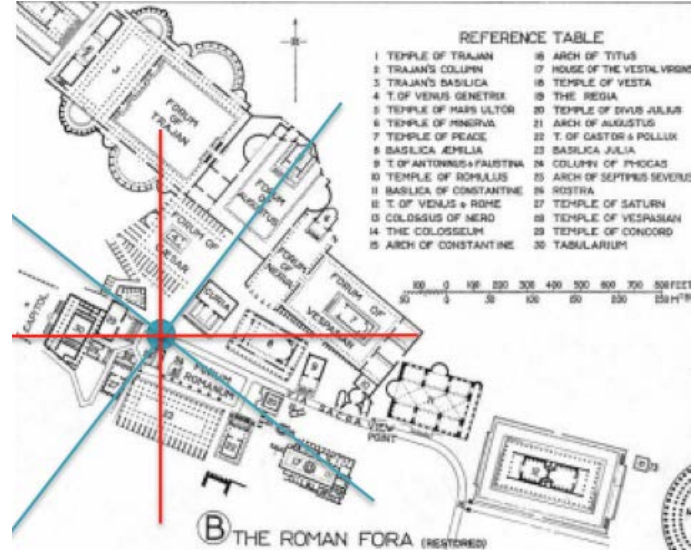 REFERENCE TABLE
1 TEMPLE OF TRAJAN
2 TRAJAN'S COLUMN
3 TRAJAN'S BASILICA
4 T. OF VENUS GENETRIX
5 TEMPLE OF MARS ULTOR
6 TEMPLE OF MINERVA
7 TEMPLE OF PEACE
8 BASILICA ÆMILIA
9 T. OF ANTONINUS & FAUSTINA
10 TEMPLE OF ROMULUS
11 BASILICA OF CONSTANTINE
12 T. OF VENUS & ROME
13 COLOSSUS OF NERO
14 THE COLOSSEUM
15 ARCH OF CONSTANTINE
16 ARCH OF TITUS
17 HOUSE OF THE VESTAL VIRGINS
18 TEMPLE OF VESTA
19 THE REGIA
20 TEMPLE OF DIVUS JULIUS
21 ARCH OF AUGUSTUS
22 T. OF CASTOR & POLLUX
23 BASILICA JULIA
24 COLUMN OF PHOCAS
25 ARCH OF SEPTIMIUS SEVERUS
26 ROSTRA
27 TEMPLE OF SATURN
28 TEMPLE OF VESPASIAN
29 TEMPLE OF CONCORD
30 TABULARIUM
100 0 100 200 300 400 500 600 700 800 FEET
50 0 50 100 150 200 250 MTRS
FORUM
OF
TRAJAN
FORUM
OF
AUGUSTUS
FORUM OF
CAESAR
FORUM
OF NERVA
FORUM OF
VESPASIAN
CURIA
CAPITOL
FORUM
ROMANUM
SACRA VIA
VIEW
POINT
B THE ROMAN FORA (RESTORED)